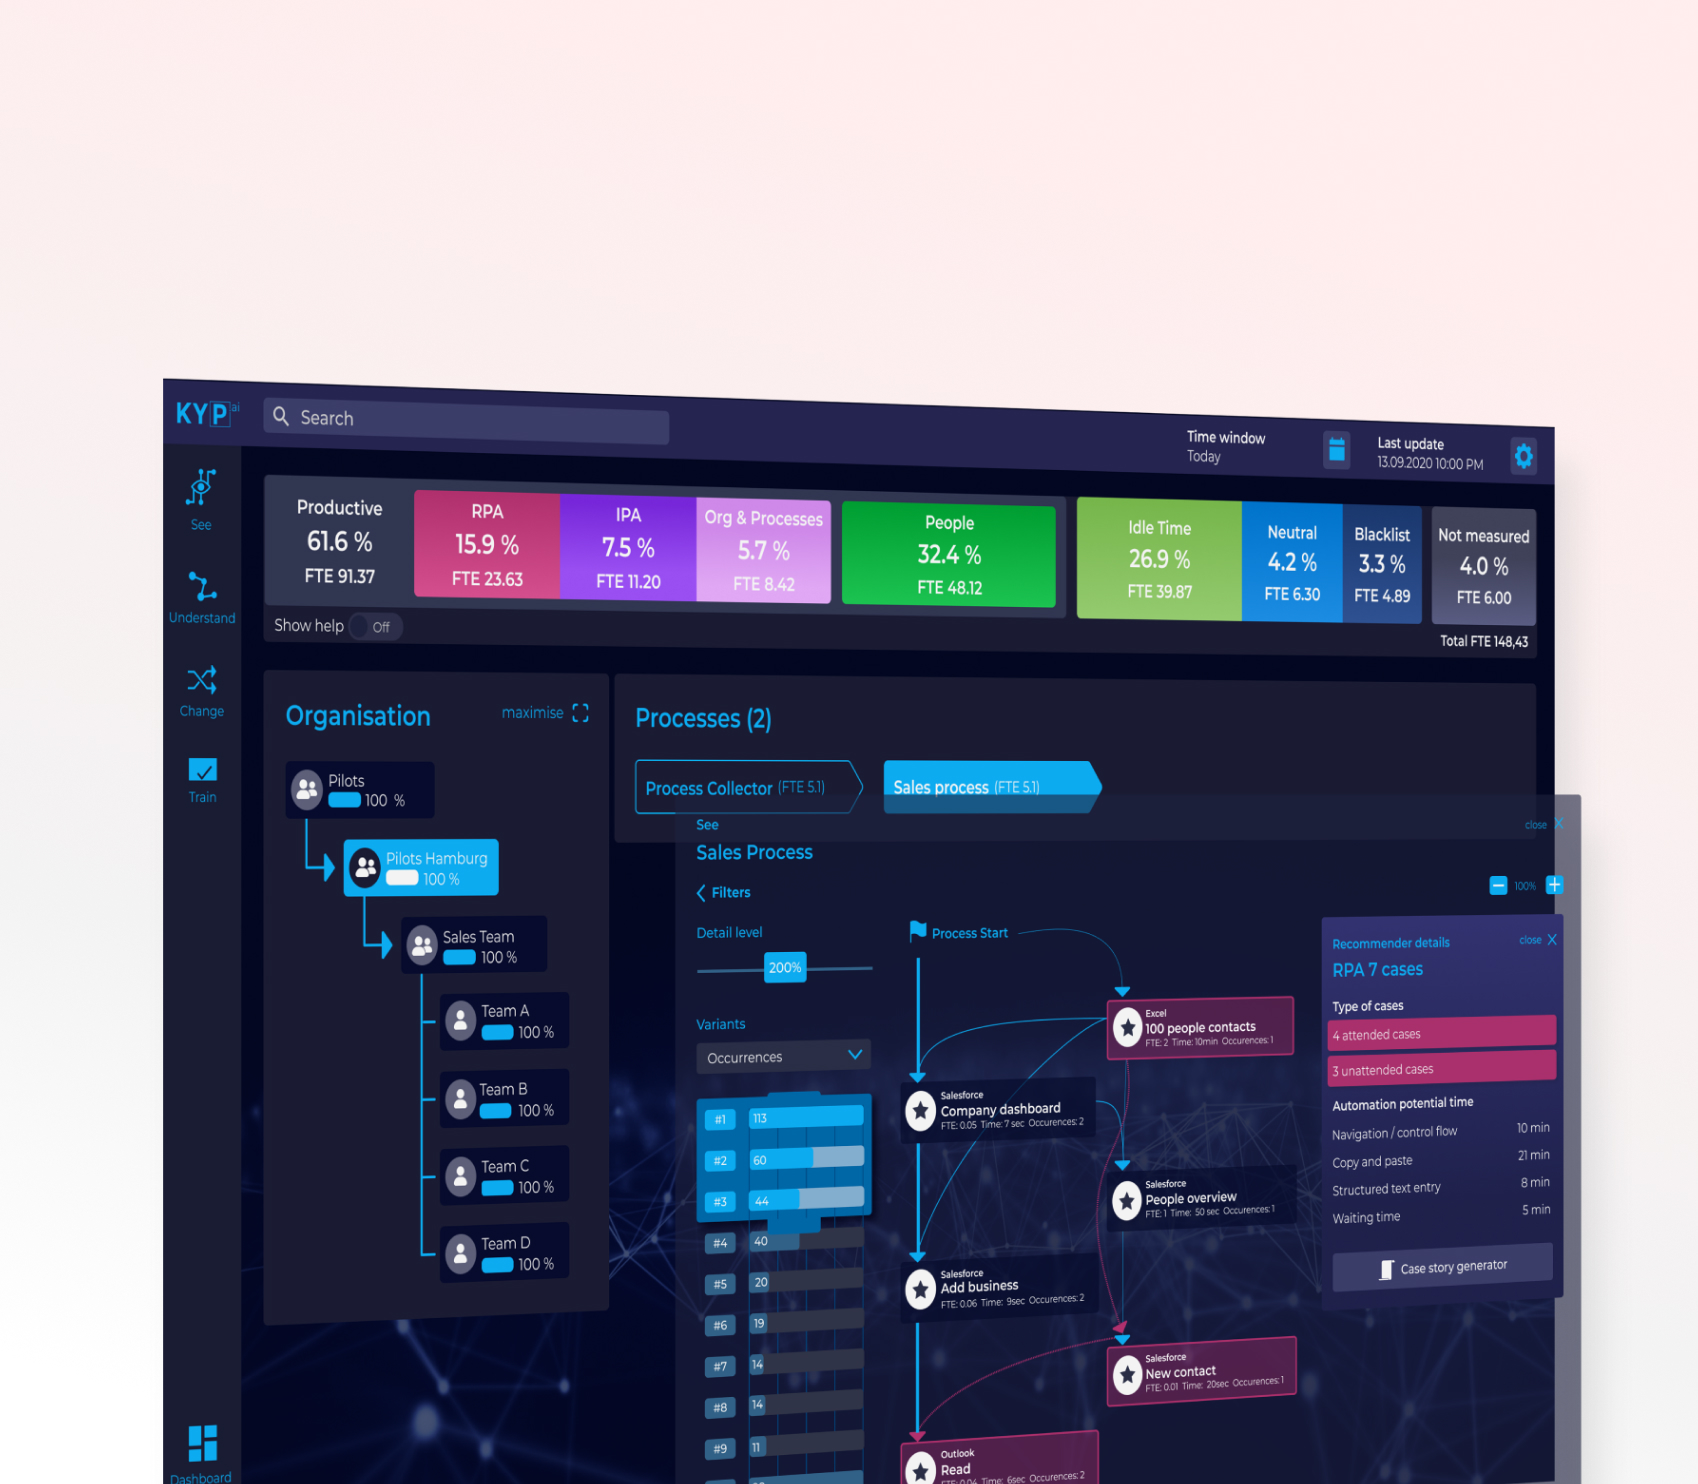 KYP ai
Search
Time window
Today
Last update
13.09.2020 10:00 PM
See
Understand
Change
Train
Dashboard
Productive
61.6 %
FTE 91.37
RPA
15.9 %
FTE 23.63
IPA
7.5 %
FTE 11.20
Org & Processes
5.7 %
FTE 8.42
People
32.4 %
FTE 48.12
Idle Time
26.9 %
FTE 39.87
Neutral
4.2 %
FTE 6.30
Blacklist
3.3 %
FTE 4.89
Not measured
4.0 %
FTE 6.00
Show help Off
Total FTE 148,43
Organisation
maximise
Pilots
100 %
Pilots Hamburg
100 %
Sales Team
100 %
Team A
100 %
Team B
100 %
Team C
100 %
Team D
100 %
Processes (2)
Process Collector (FTE 5.1)
Sales process (FTE 5.1)
See
close X
Sales Process
Filters
100%
Detail level
200%
Variants
Occurrences
#1 113
#2 60
#3 44
#4 40
#5 20
#6 19
#7 14
#8 14
#9 11
Process Start
Excel
100 people contacts
FTE: 2 Time: 10min Occurences: 1
Salesforce
Company dashboard
FTE: 0.05 Time: 7 sec Occurences: 2
Salesforce
People overview
FTE: 1 Time: 50 sec Occurences: 1
Salesforce
Add business
FTE: 0.06 Time: 9sec Occurences: 2
Salesforce
New contact
FTE: 0.01 Time: 20sec Occurences: 1
Outlook
Read
FTE: 0.04 Time: 6sec Occurences: 2
Recommender details
close X
RPA 7 cases
Type of cases
4 attended cases
3 unattended cases
Automation potential time
Navigation / control flow 10 min
Copy and paste 21 min
Structured text entry 8 min
Waiting time 5 min
Case story generator